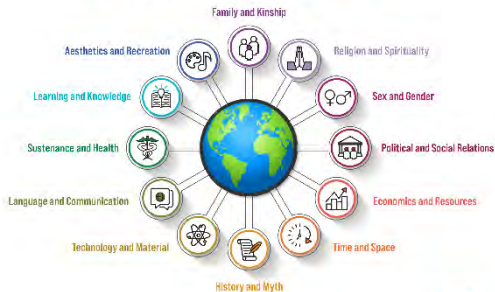 Family and Kinship
Aesthetics and Recreation
Religion and Spirituality
Learning and Knowledge
Sex and Gender
Sustenance and Health
Political and Social Relations
Language and Communication
Economics and Resources
Technology and Material
Time and Space
History and Myth